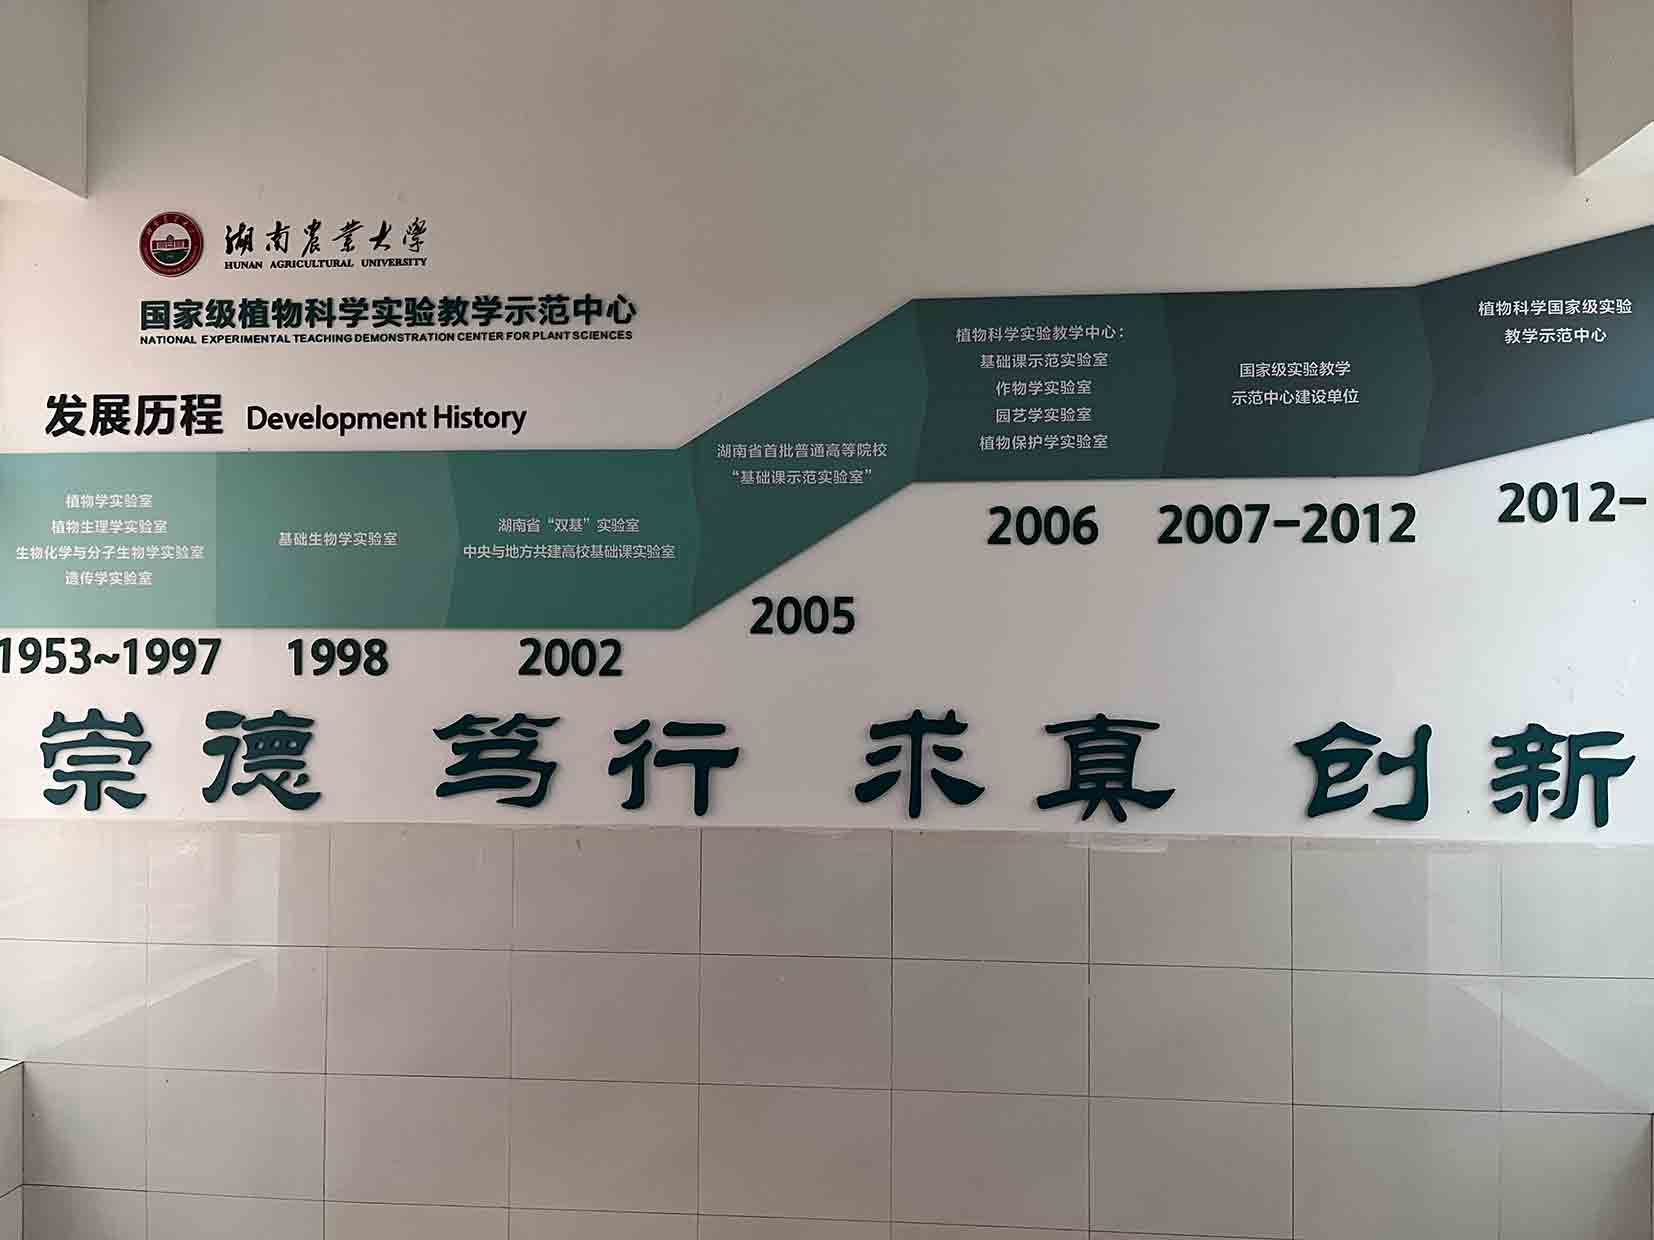 湖南农业大学
HUNAN AGRICULTURAL UNIVERSITY
国家级植物科学实验教学示范中心
NATIONAL EXPERIMENTAL TEACHING DEMONSTRATION CENTER FOR PLANT SCIENCES
发展历程 Development History
植物学实验室
植物生理学实验室
生物化学与分子生物学实验室
遗传学实验室
1953~1997
基础生物学实验室
1998
湖南省“双基”实验室
中央与地方共建高校基础课实验室
2002
湖南省首批普通高等院校
“基础课示范实验室”
2005
植物科学实验教学中心：
基础课示范实验室
作物学实验室
园艺学实验室
植物保护学实验室
2006
国家级实验教学
示范中心建设单位
2007-2012
植物科学国家级实验
教学示范中心
2012-
崇德 笃行 求真 创新